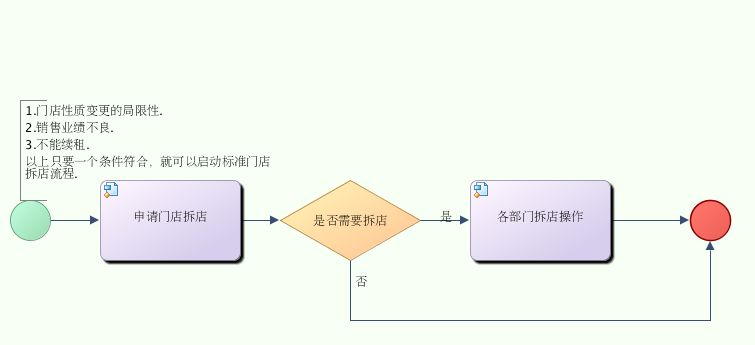 1.门店性质变更的局限性.
2.销售业绩不良.
3.不能续租.
以上只要一个条件符合，就可以启动标准门店
拆店流程.
申请门店拆店
是否需要拆店
是
各部门拆店操作
否